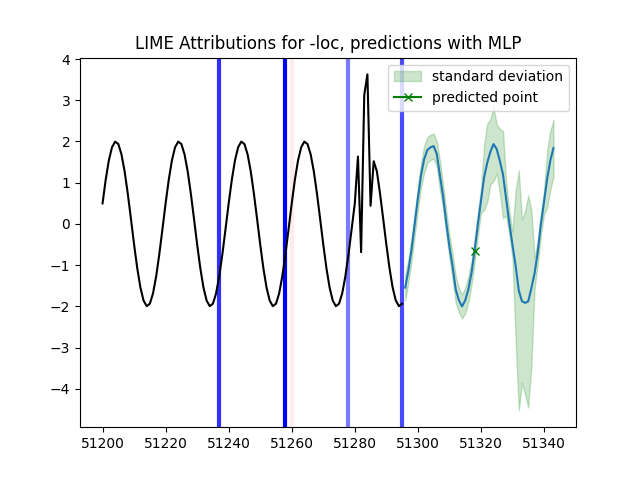 LIME Attributions for -loc, predictions with MLP
4
3
2
1
0
−1
−2
−3
−4
standard deviation
predicted point
51200 51220 51240 51260 51280 51300 51320 51340